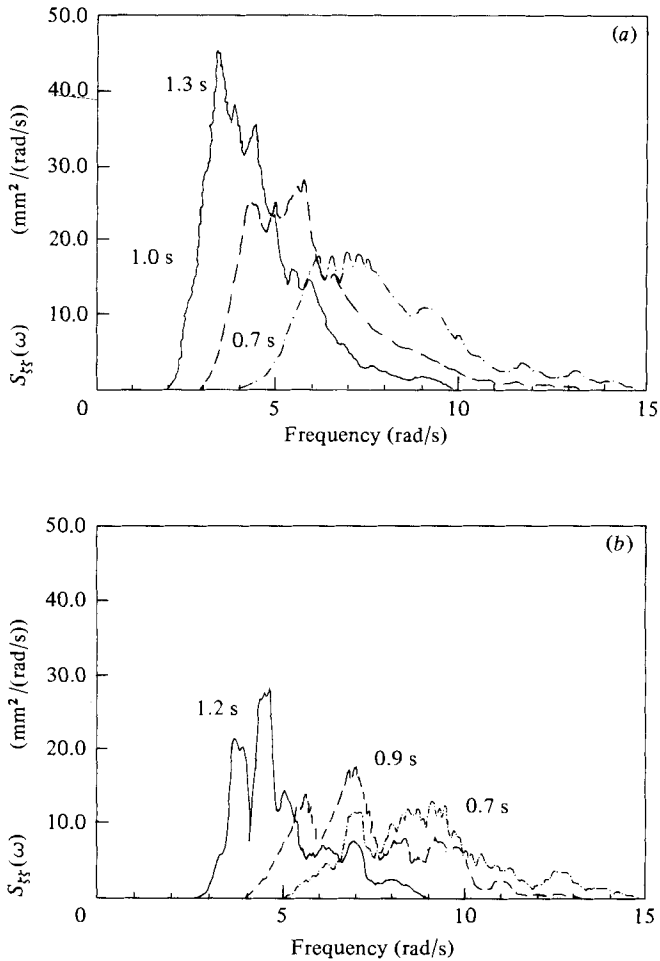 50.0
40.0
30.0
20.0
10.0
0
(mm²/(rad/s))
Sζζ(ω)
(a)
1.3 s
1.0 s
0.7 s
5
10
15
Frequency (rad/s)
50.0
40.0
30.0
20.0
10.0
0
(mm²/(rad/s))
Sζζ(ω)
(b)
1.2 s
0.9 s
0.7 s
5
10
15
Frequency (rad/s)